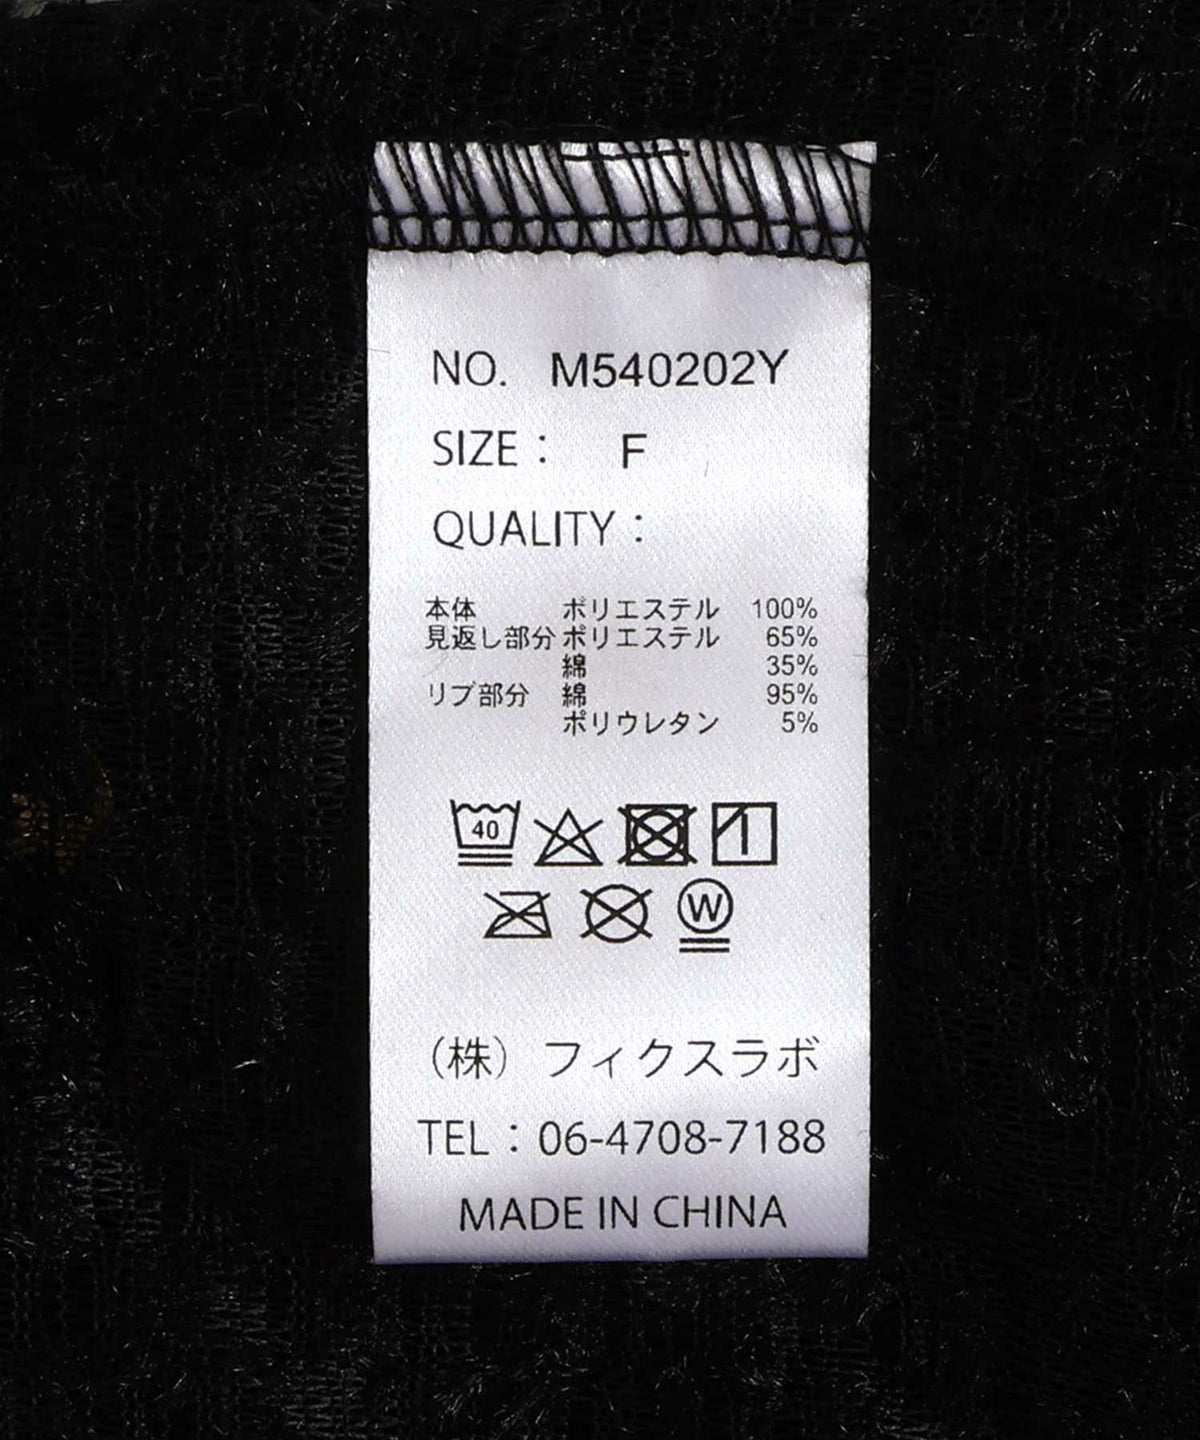 NO. M540202Y
SIZE： F
QUALITY：
本体 ポリエステル 100%
見返し部分 ポリエステル 65%
綿 35%
リブ部分 綿 95%
ポリウレタン 5%
40
W
（株）フィクスラボ
TEL：06-4708-7188
MADE IN CHINA